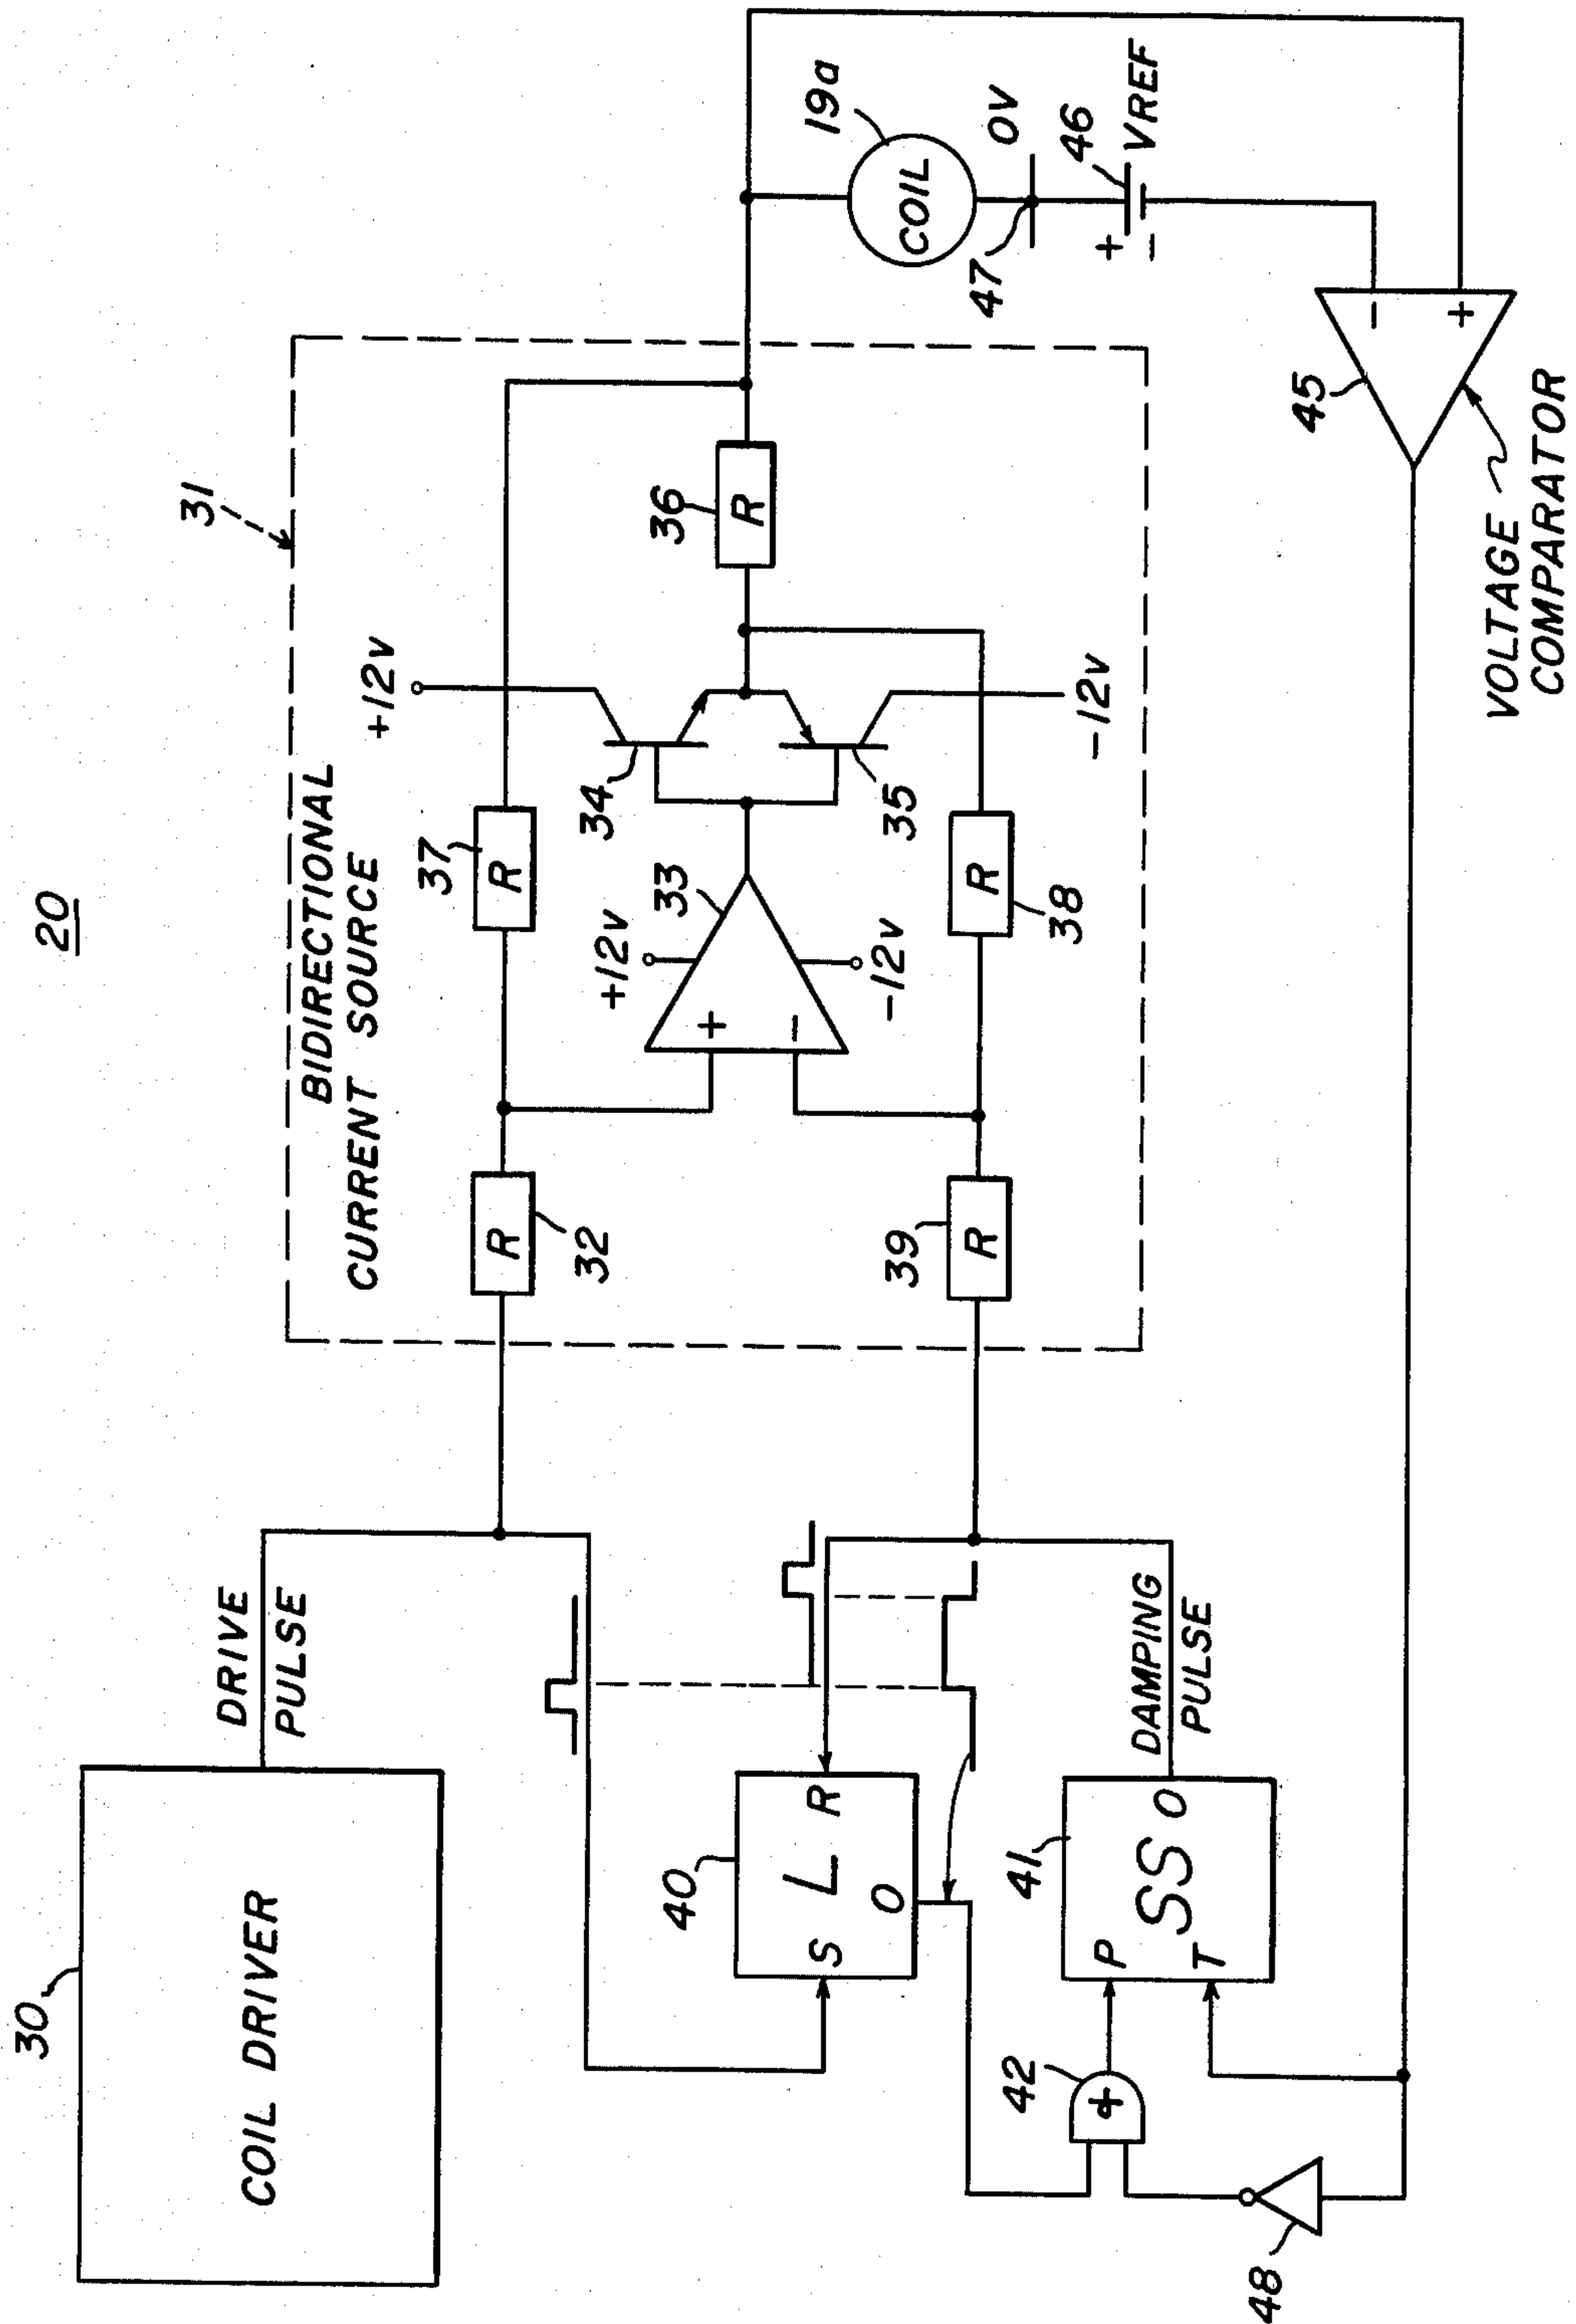 20
30
COIL DRIVER
DRIVE
PULSE
31
BIDIRECTIONAL
CURRENT SOURCE
R
32
37
R
+12V
33
+
-
+12V
-12V
34
35
-12V
36
R
39
R
R
38
40
S
L
R
O
41
P
SS
T
O
DAMPING
PULSE
42
&
48
19a
COIL
47
0V
46
+
-
VREF
45
-
+
VOLTAGE
COMPARATOR